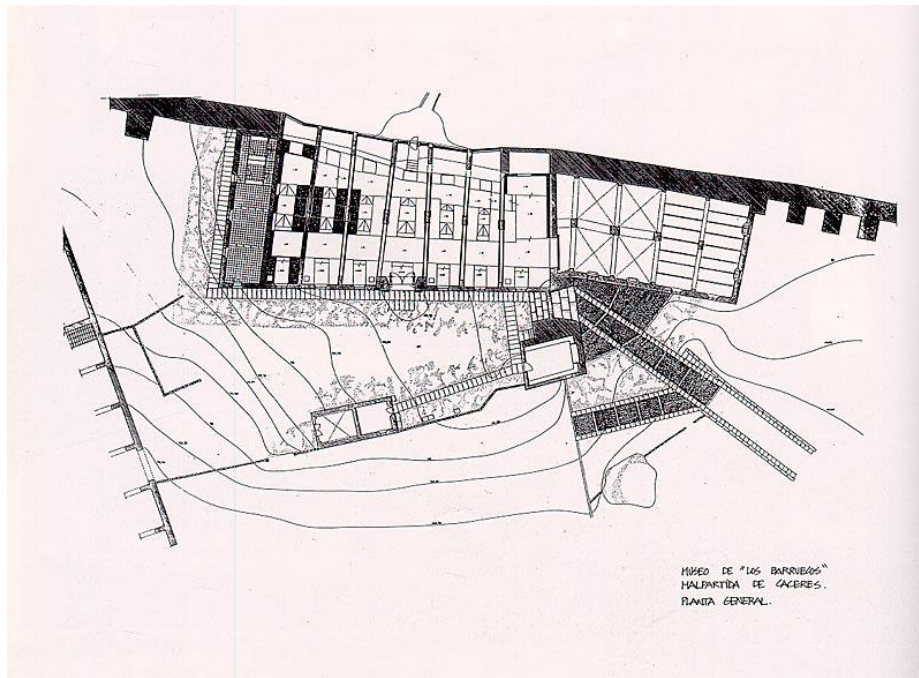 MUSEO DE "LOS BARRUECOS"
MALPARTIDA DE CACERES.
PLANTA GENERAL.